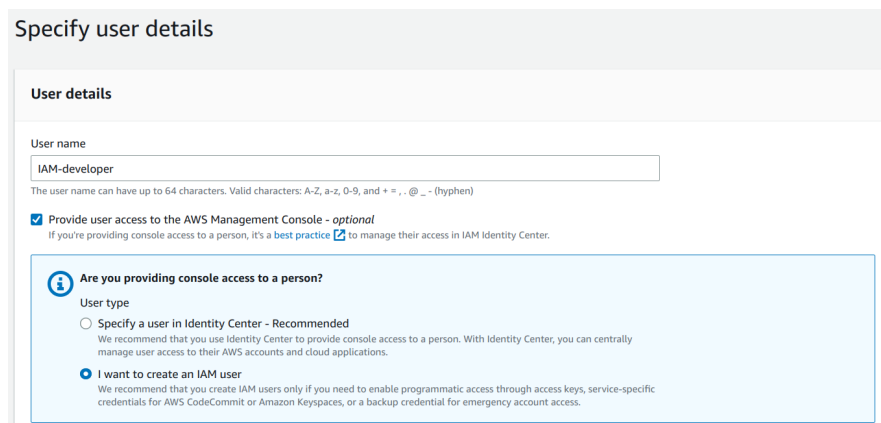 Specify user details
User details
User name
IAM-developer
The user name can have up to 64 characters. Valid characters: A-Z, a-z, 0-9, and + = , . @ _ - (hyphen)
Provide user access to the AWS Management Console - optional
If you're providing console access to a person, it's a best practice to manage their access in IAM Identity Center.
Are you providing console access to a person?
User type
Specify a user in Identity Center - Recommended
We recommend that you use Identity Center to provide console access to a person. With Identity Center, you can centrally
manage user access to their AWS accounts and cloud applications.
I want to create an IAM user
We recommend that you create IAM users only if you need to enable programmatic access through access keys, service-specific
credentials for AWS CodeCommit or Amazon Keyspaces, or a backup credential for emergency account access.